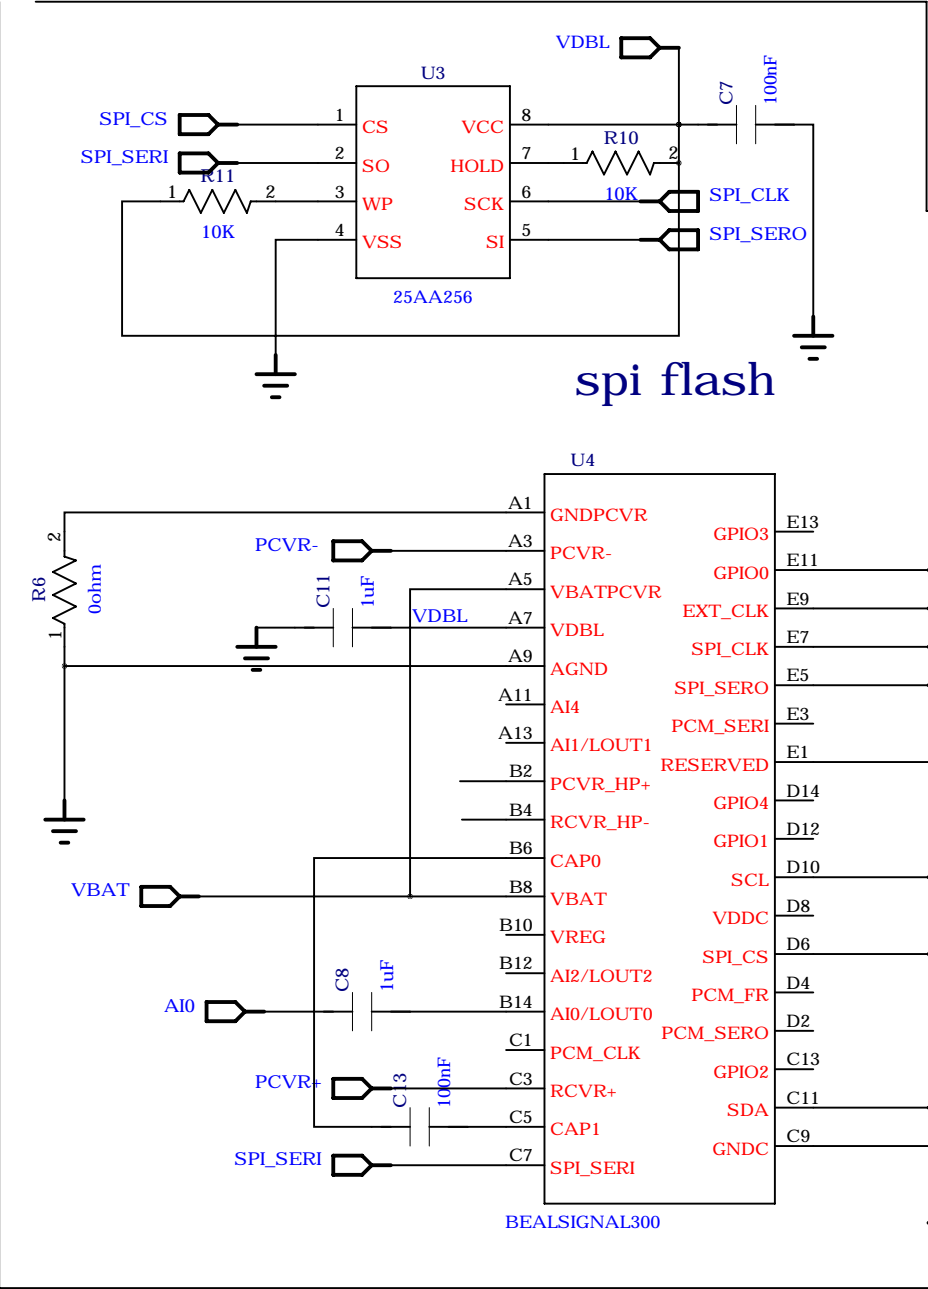 VDBL
U3
C7
100nF
SPI_CS
1
CS
VCC
8
R10
SPI_SERI
2
SO
HOLD
7
1
2
R11
1
2
3
WP
SCK
6
10K
SPI_CLK
10K
4
VSS
SI
5
SPI_SERO
25AA256
spi flash
U4
A1
GNDPCVR
GPIO3
E13
2
R6
0ohm
1
PCVR-
A3
PCVR-
GPIO0
E11
C11
1uF
A5
VBATPCVR
EXT_CLK
E9
VDBL
A7
VDBL
SPI_CLK
E7
A9
AGND
SPI_SERO
E5
A11
AI4
PCM_SERI
E3
A13
AI1/LOUT1
RESERVED
E1
B2
PCVR_HP+
GPIO4
D14
B4
RCVR_HP-
GPIO1
D12
B6
CAP0
SCL
D10
VBAT
B8
VBAT
VDDC
D8
B10
VREG
SPI_CS
D6
C8
1uF
B12
AI2/LOUT2
PCM_FR
D4
AI0
B14
AI0/LOUT0
PCM_SERO
D2
C1
PCM_CLK
GPIO2
C13
PCVR+
C13
100nF
C3
RCVR+
SDA
C11
C5
CAP1
GNDC
C9
SPI_SERI
C7
SPI_SERI
BEALSIGNAL300